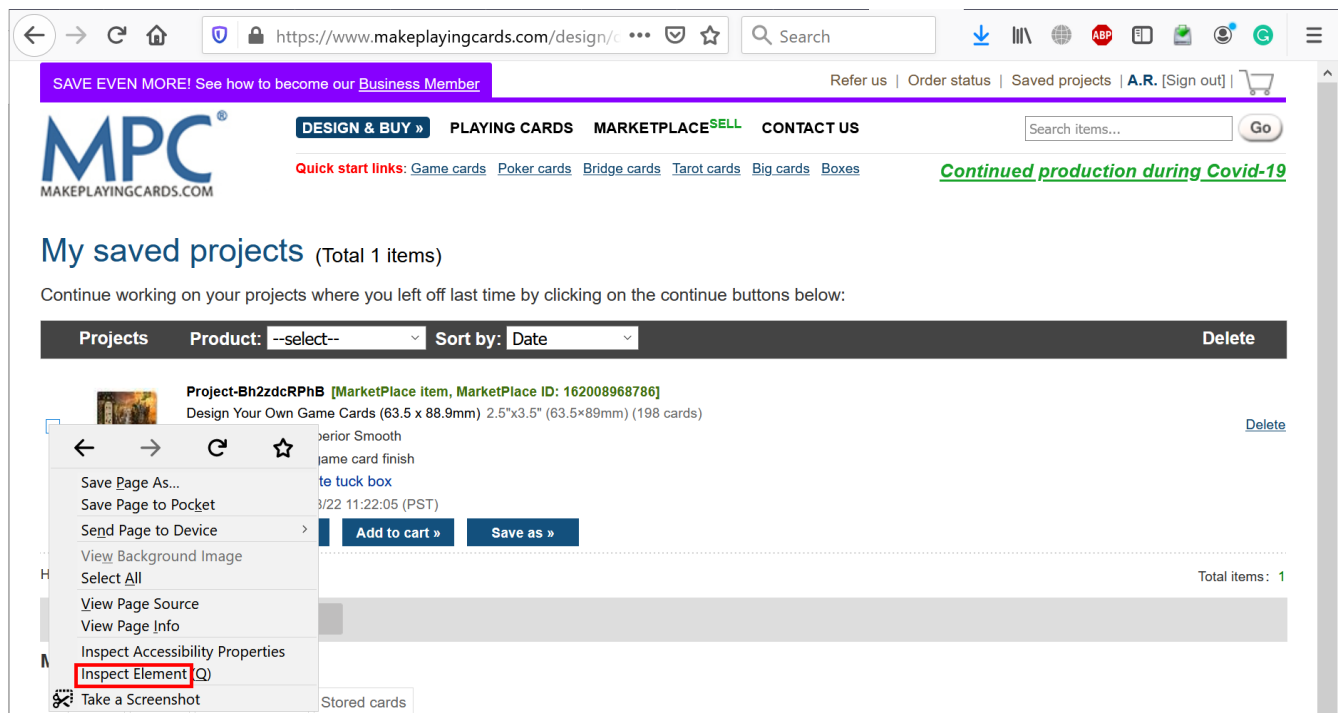 https://www.makeplayingcards.com/design/
Search
ABP
SAVE EVEN MORE! See how to become our Business Member
Refer us | Order status | Saved projects | A.R. [Sign out] |
MPC®
MAKEPLAYINGCARDS.COM
DESIGN & BUY » PLAYING CARDS MARKETPLACE SELL CONTACT US
Search items... Go
Quick start links: Game cards Poker cards Bridge cards Tarot cards Big cards Boxes
Continued production during Covid-19
My saved projects (Total 1 items)
Continue working on your projects where you left off last time by clicking on the continue buttons below:
Projects Product: --select-- Sort by: Date Delete
Project-Bh2zdcRPhB [MarketPlace item, MarketPlace ID: 162008968786]
Design Your Own Game Cards (63.5 x 88.9mm) 2.5"x3.5" (63.5×89mm) (198 cards)
Delete
erior Smooth
ame card finish
te tuck box
/22 11:22:05 (PST)
Add to cart » Save as »
Total items: 1
Save Page As...
Save Page to Pocket
Send Page to Device
View Background Image
Select All
View Page Source
View Page Info
Inspect Accessibility Properties
Inspect Element (Q)
Take a Screenshot
Stored cards